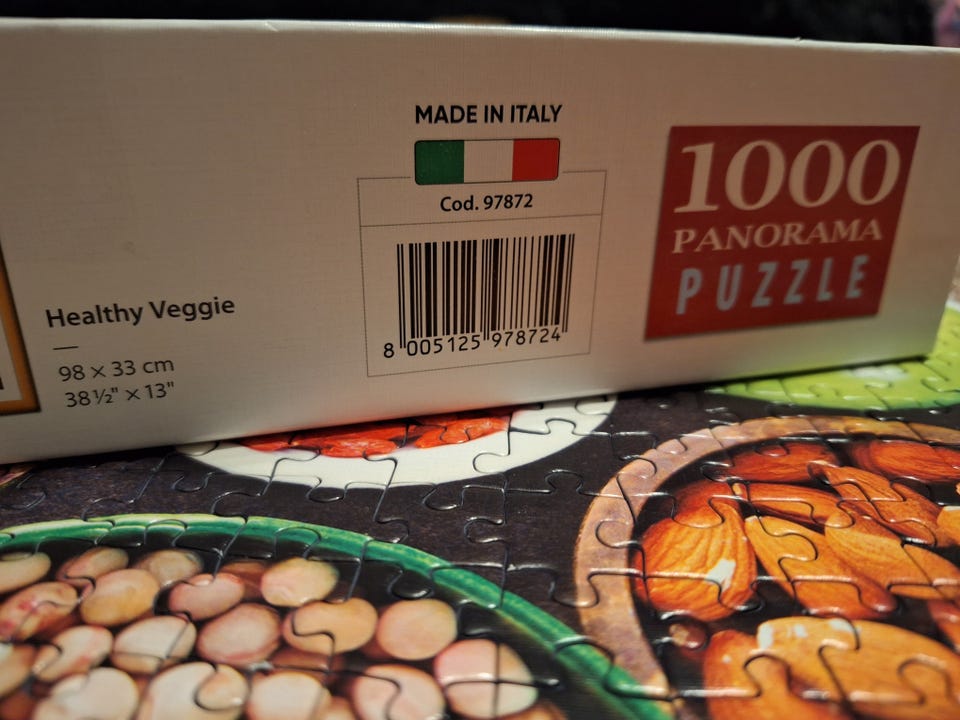 MADE IN ITALY
Cod. 97872
8 005125 978724
Healthy Veggie
98 x 33 cm
38½" x 13"
1000
PANORAMA
PUZZLE